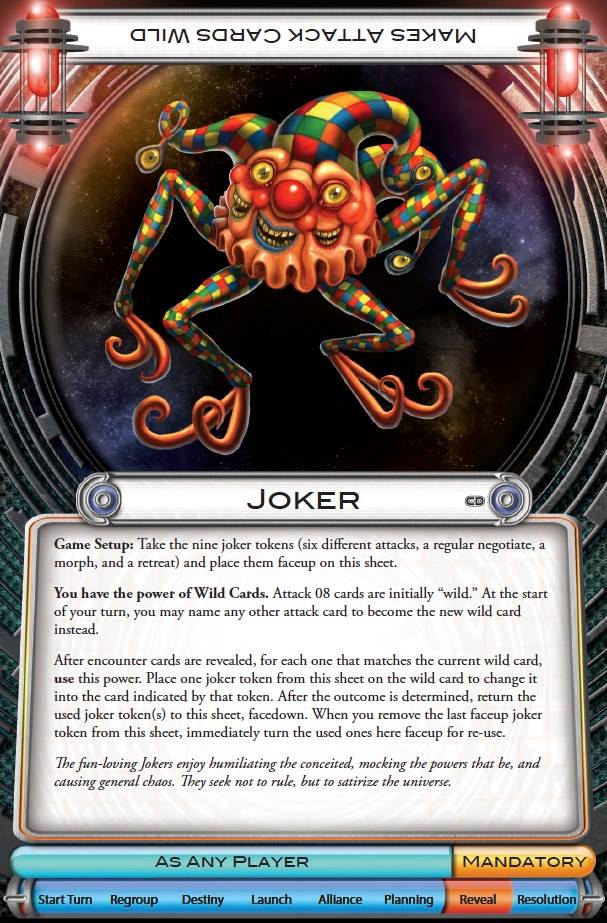 Makes Attack Cards Wild
Joker
CD
Game Setup: Take the nine joker tokens (six different attacks, a regular negotiate, a
morph, and a retreat) and place them faceup on this sheet.
You have the power of Wild Cards. Attack 08 cards are initially “wild.” At the start
of your turn, you may name any other attack card to become the new wild card
instead.
After encounter cards are revealed, for each one that matches the current wild card,
use this power. Place one joker token from this sheet on the wild card to change it
into the card indicated by that token. After the outcome is determined, return the
used joker token(s) to this sheet, facedown. When you remove the last faceup joker
token from this sheet, immediately turn the used ones here faceup for re-use.
The fun-loving Jokers enjoy humiliating the conceited, mocking the powers that be, and
causing general chaos. They seek not to rule, but to satirize the universe.
As Any Player Mandatory
Start Turn Regroup Destiny Launch Alliance Planning Reveal Resolution